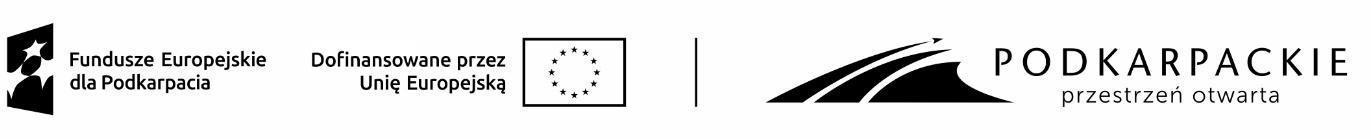 Fundusze Europejskie
dla Podkarpacia
Dofinansowane przez
Unię Europejską
PODKARPACKIE
przestrzeń otwarta